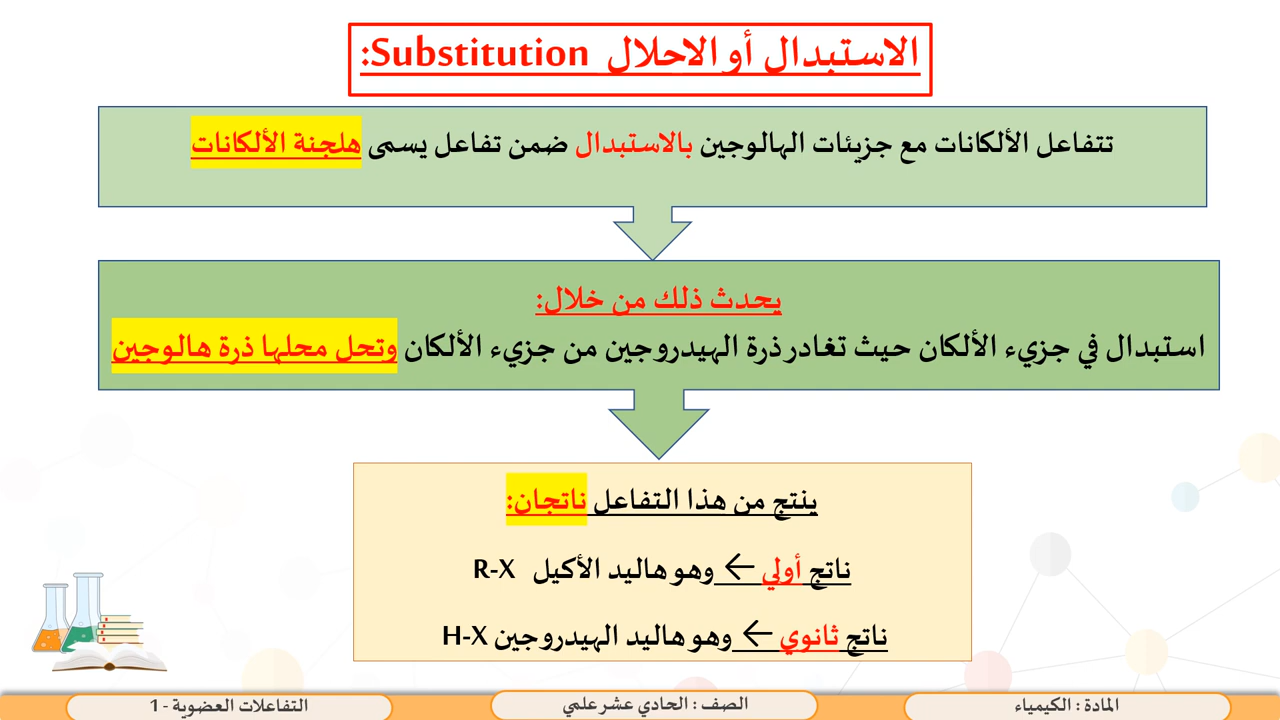 الاستبدال أو الاحلال Substitution:
تتفاعل الألكانات مع جزيئات الهالوجين بالاستبدال ضمن تفاعل يسمى هلجنة الألكانات
يحدث ذلك من خلال:
استبدال في جزيء الألكان حيث تغادر ذرة الهيدروجين من جزيء الألكان وتحل محلها ذرة هالوجين
ينتج من هذا التفاعل ناتجان:
ناتج أولي ← وهو هاليد الأكيل R-X
ناتج ثانوي ← وهو هاليد الهيدروجين H-X
المادة : الكيمياء
الصف : الحادي عشر علمي
التفاعلات العضوية - 1